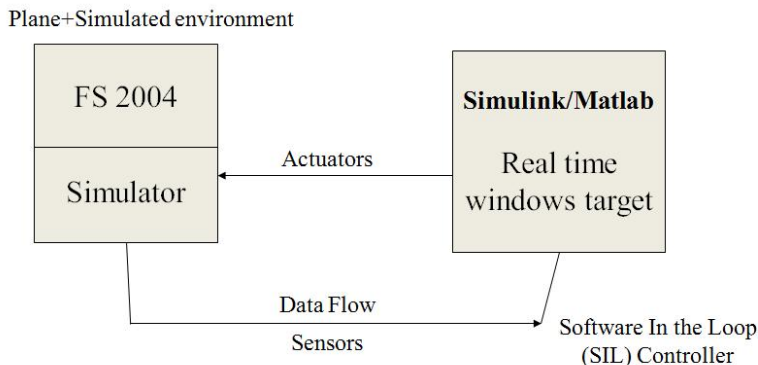 Plane+Simulated environment
FS 2004
Simulator
Actuators
Simulink/Matlab
Real time
windows target
Data Flow
Sensors
Software In the Loop
(SIL) Controller